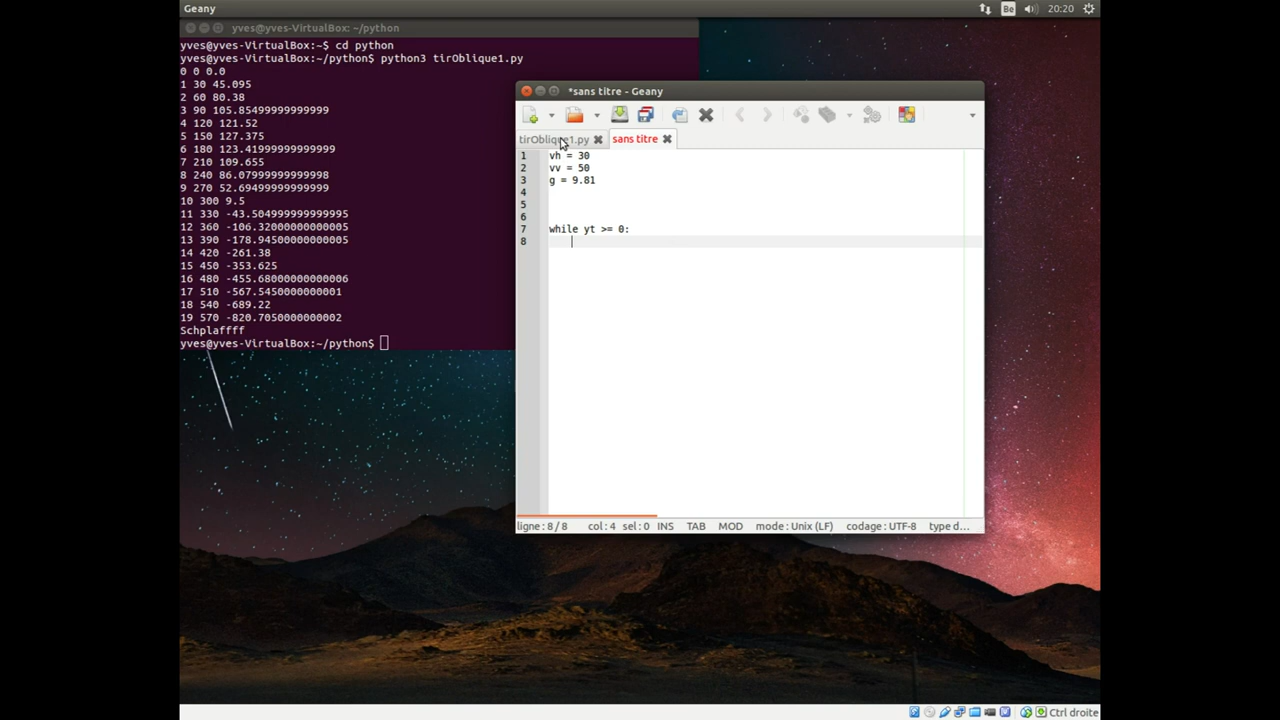 Geany
Be
20:20
yves@yves-VirtualBox: ~/python
yves@yves-VirtualBox:~$ cd python
yves@yves-VirtualBox:~/python$ python3 tirOblique1.py
0 0 0.0
1 30 45.095
2 60 80.38
3 90 105.85499999999999
4 120 121.52
5 150 127.375
6 180 123.41999999999999
7 210 109.655
8 240 86.07999999999998
9 270 52.69499999999999
10 300 9.5
11 330 -43.504999999999995
12 360 -106.32000000000005
13 390 -178.94500000000005
14 420 -261.38
15 450 -353.625
16 480 -455.68000000000006
17 510 -567.5450000000001
18 540 -689.22
19 570 -820.7050000000002
Schplaffff
yves@yves-VirtualBox:~/python$
*sans titre - Geany
tirOblique1.py
sans titre
1 vh = 30
2 vv = 50
3 g = 9.81
4
5
6
7 while yt >= 0:
8
ligne : 8 / 8 col : 4 sel : 0 INS TAB MOD mode : Unix (LF) codage : UTF-8 type d...
Ctrl droite